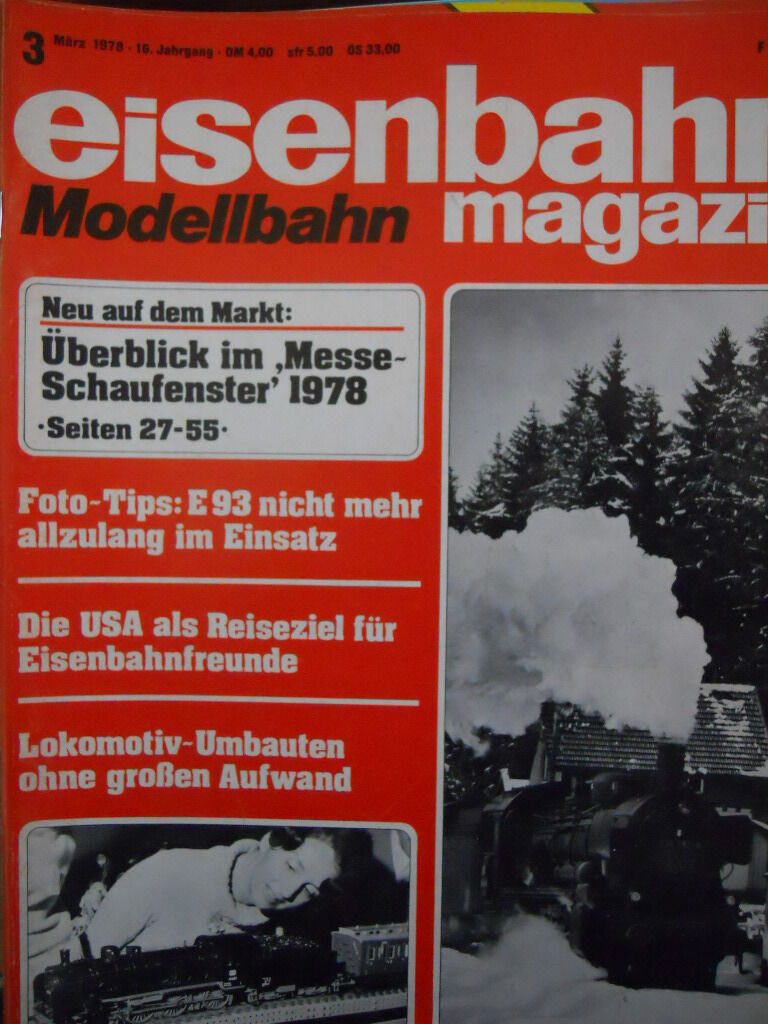 3 März 1978 · 16. Jahrgang · DM 4,00 sfr 5,00 ÖS 33,00 F
eisenbah
Modellbahn magazi
Neu auf dem Markt:
Überblick im ‚Messe-
Schaufenster’ 1978
·Seiten 27-55·
Foto-Tips: E 93 nicht mehr
allzulang im Einsatz
Die USA als Reiseziel für
Eisenbahnfreunde
Lokomotiv-Umbauten
ohne großen Aufwand